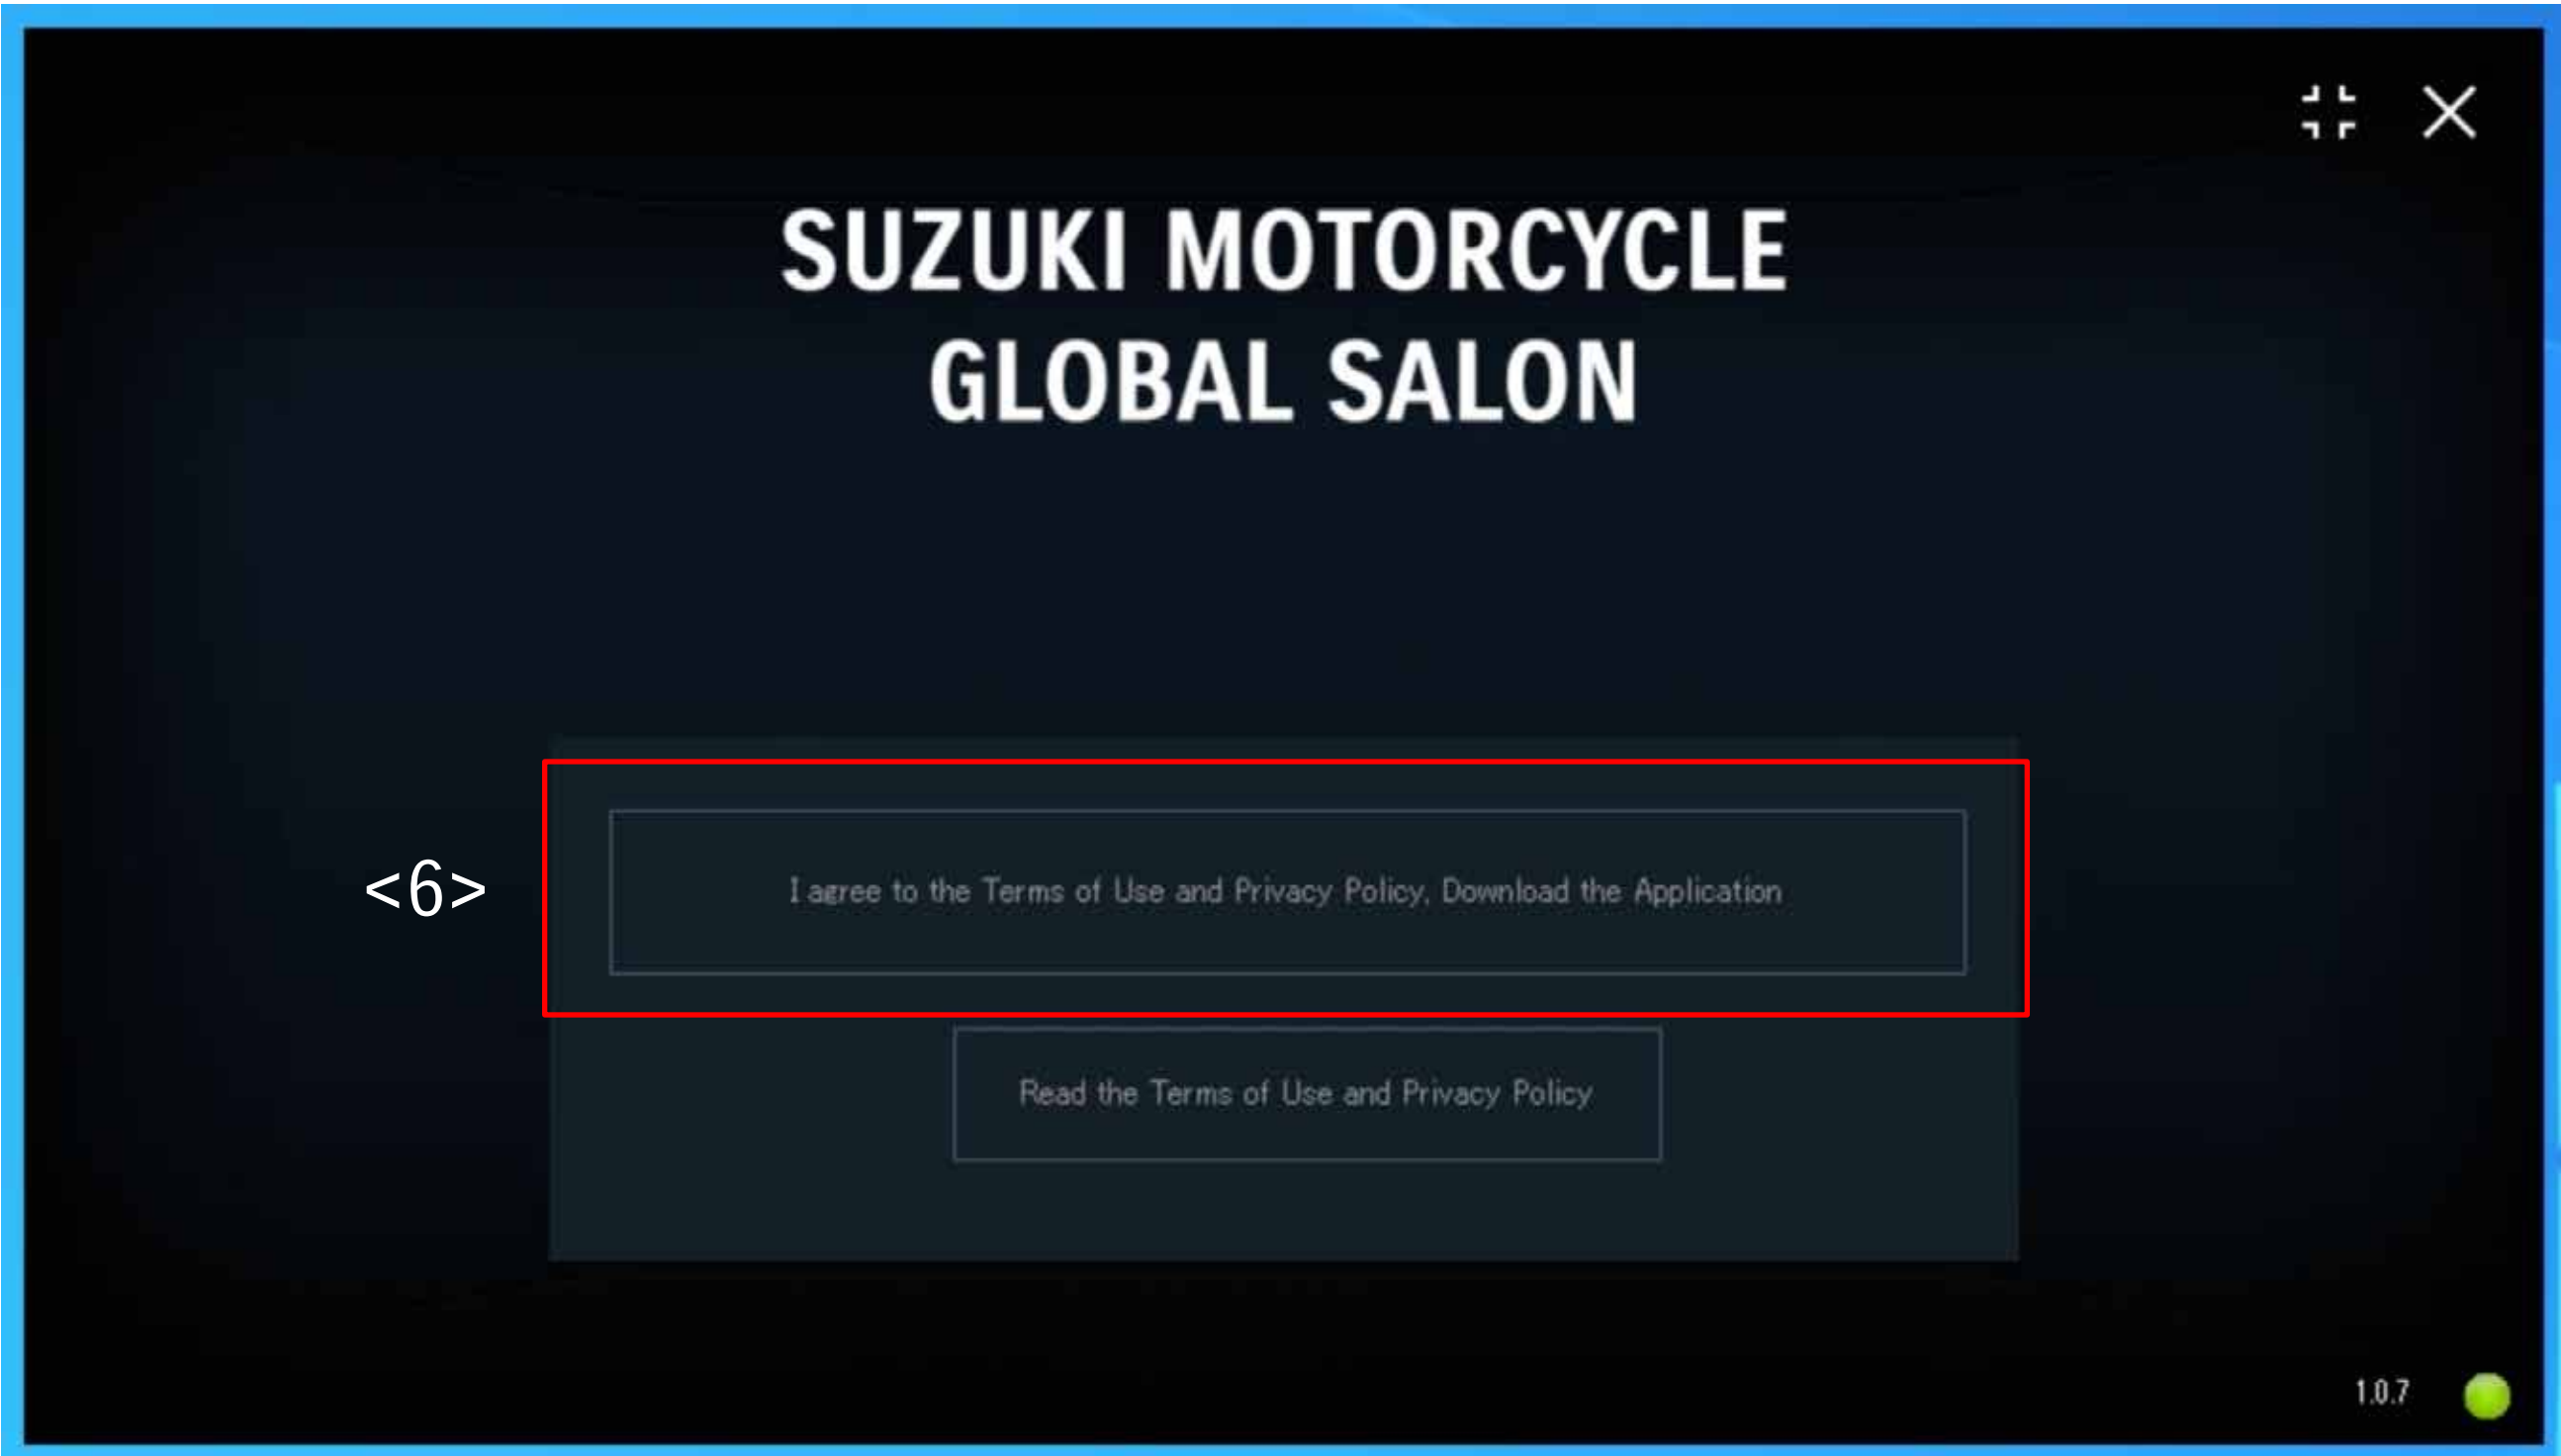 SUZUKI MOTORCYCLE
GLOBAL SALON
<6>
I agree to the Terms of Use and Privacy Policy, Download the Application
Read the Terms of Use and Privacy Policy
1.0.7